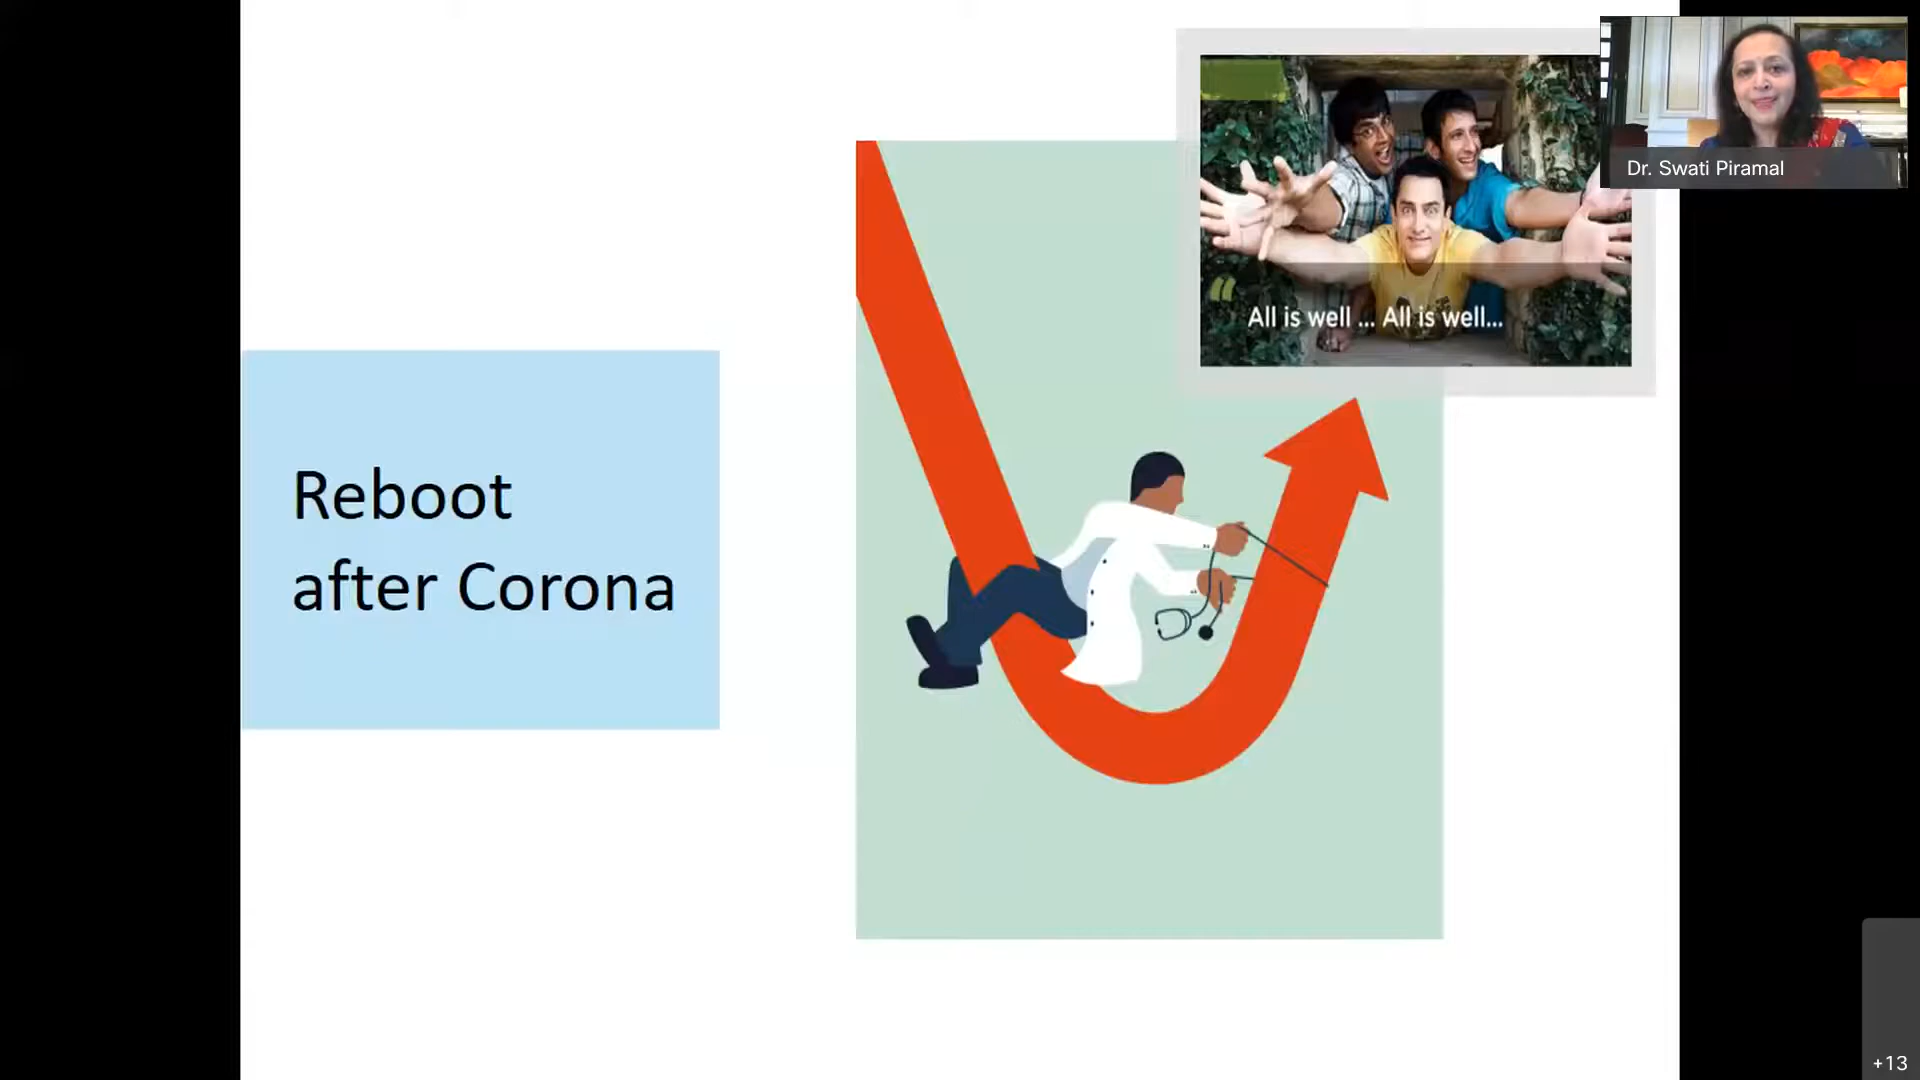 Reboot
after Corona
“
All is well ... All is well...
Dr. Swati Piramal
+13